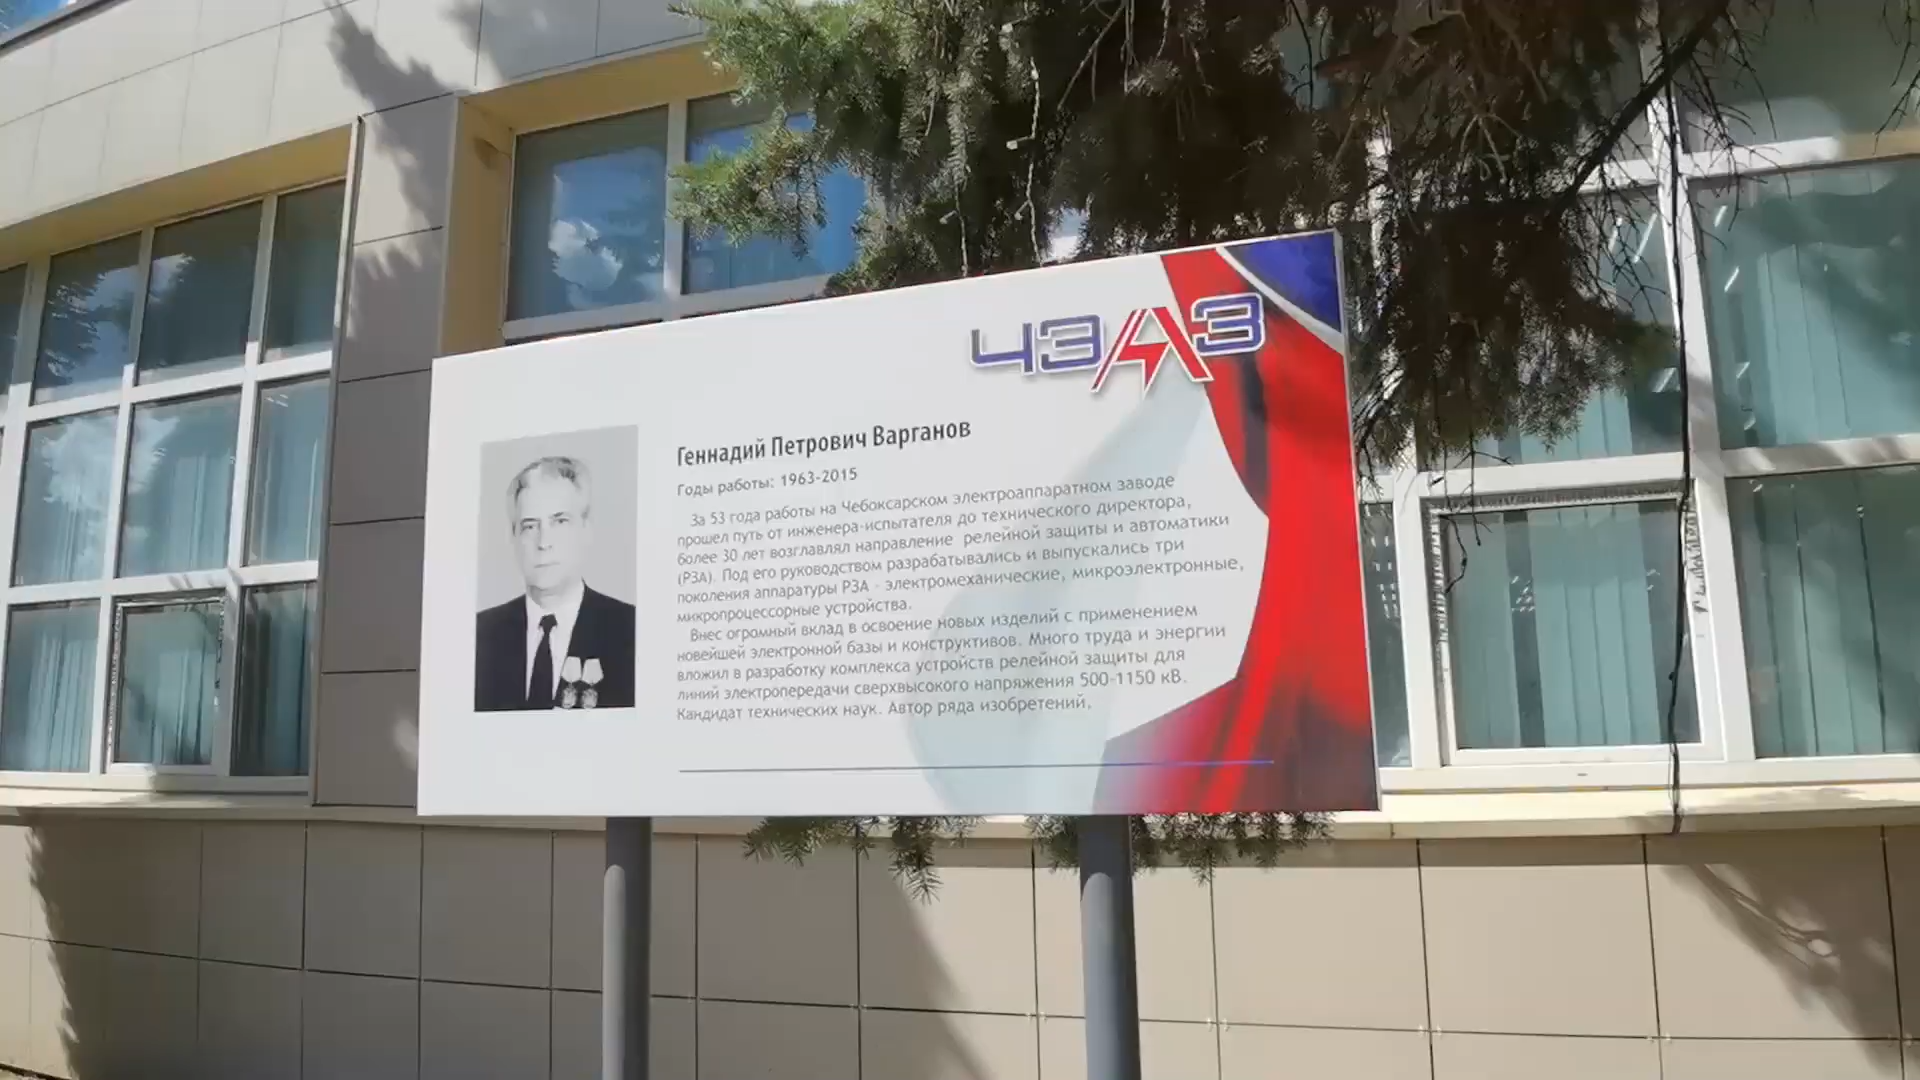 ЧЭАЗ
Геннадий Петрович Варганов
Годы работы: 1963-2015
За 53 года работы на Чебоксарском электроаппаратном заводе
прошел путь от инженера-испытателя до технического директора,
более 30 лет возглавлял направление релейной защиты и автоматики
(РЗА). Под его руководством разрабатывались и выпускались три
поколения аппаратуры РЗА - электромеханические, микроэлектронные,
микропроцессорные устройства.
Внес огромный вклад в освоение новых изделий с применением
новейшей электронной базы и конструктивов. Много труда и энергии
вложил в разработку комплекса устройств релейной защиты для
линий электропередачи сверхвысокого напряжения 500-1150 кВ.
Кандидат технических наук. Автор ряда изобретений.